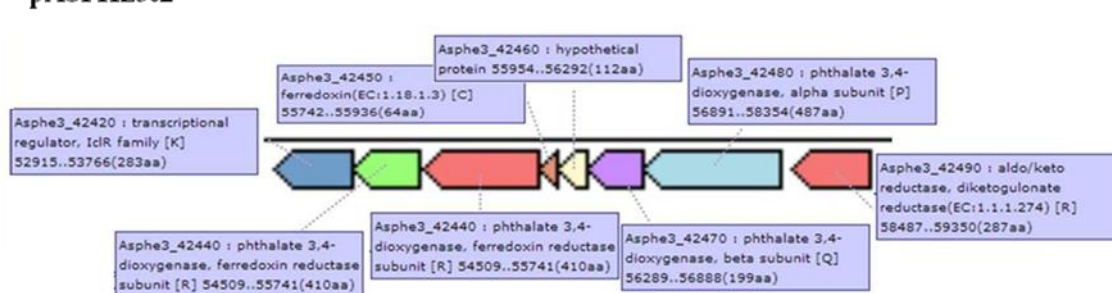 Asphe3_42460 : hypothetical
protein 55954..56292(112aa)
Asphe3_42450 :
ferredoxin(EC:1.18.1.3) [C]
55742..55936(64aa)
Asphe3_42480 : phthalate 3,4-
dioxygenase, alpha subunit [P]
56891..58354(487aa)
Asphe3_42420 : transcriptional
regulator, IclR family [K]
52915..53766(283aa)
Asphe3_42490 : aldo/keto
reductase, diketogulonate
reductase(EC:1.1.1.274) [R]
58487..59350(287aa)
Asphe3_42440 : phthalate 3,4-
dioxygenase, ferredoxin reductase
subunit [R] 54509..55741(410aa)
Asphe3_42440 : phthalate 3,4-
dioxygenase, ferredoxin reductase
subunit [R] 54509..55741(410aa)
Asphe3_42470 : phthalate 3,4-
dioxygenase, beta subunit [Q]
56289..56888(199aa)